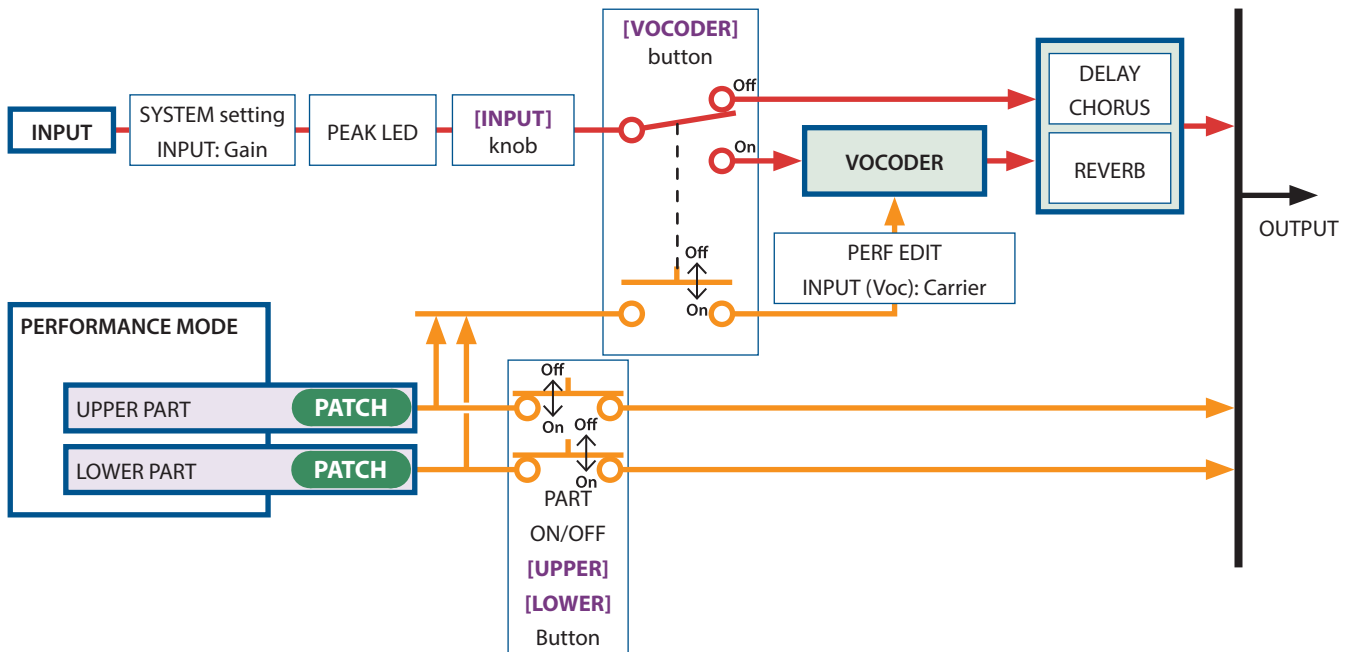 [VOCODER]
button
Off
On
INPUT
SYSTEM setting
INPUT: Gain
PEAK LED
[INPUT]
knob
VOCODER
DELAY
CHORUS
REVERB
OUTPUT
Off
On
PERF EDIT
INPUT (Voc): Carrier
PERFORMANCE MODE
UPPER PART
PATCH
LOWER PART
PATCH
Off
On
Off
On
PART
ON/OFF
[UPPER]
[LOWER]
Button